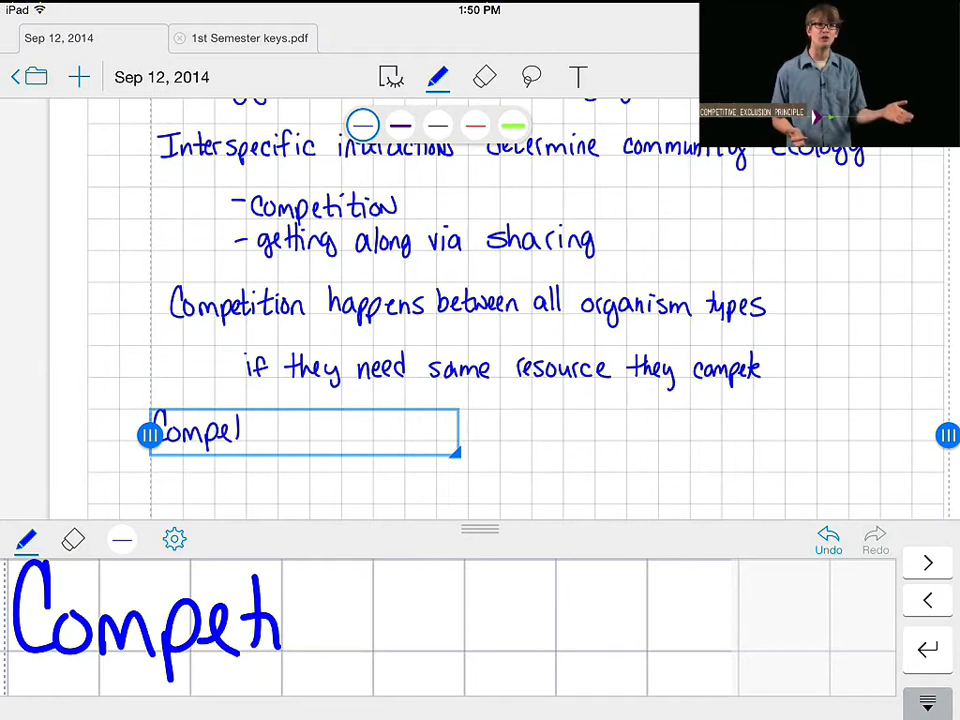 iPad 1:50 PM
Sep 12, 2014 1st Semester keys.pdf
Sep 12, 2014
COMPETITIVE EXCLUSION PRINCIPLE
Interspecific interactions determine community ecology
- competition
- getting along via sharing
Competition happens between all organism types
if they need same resource they compete
Compel
Undo Redo
Competi